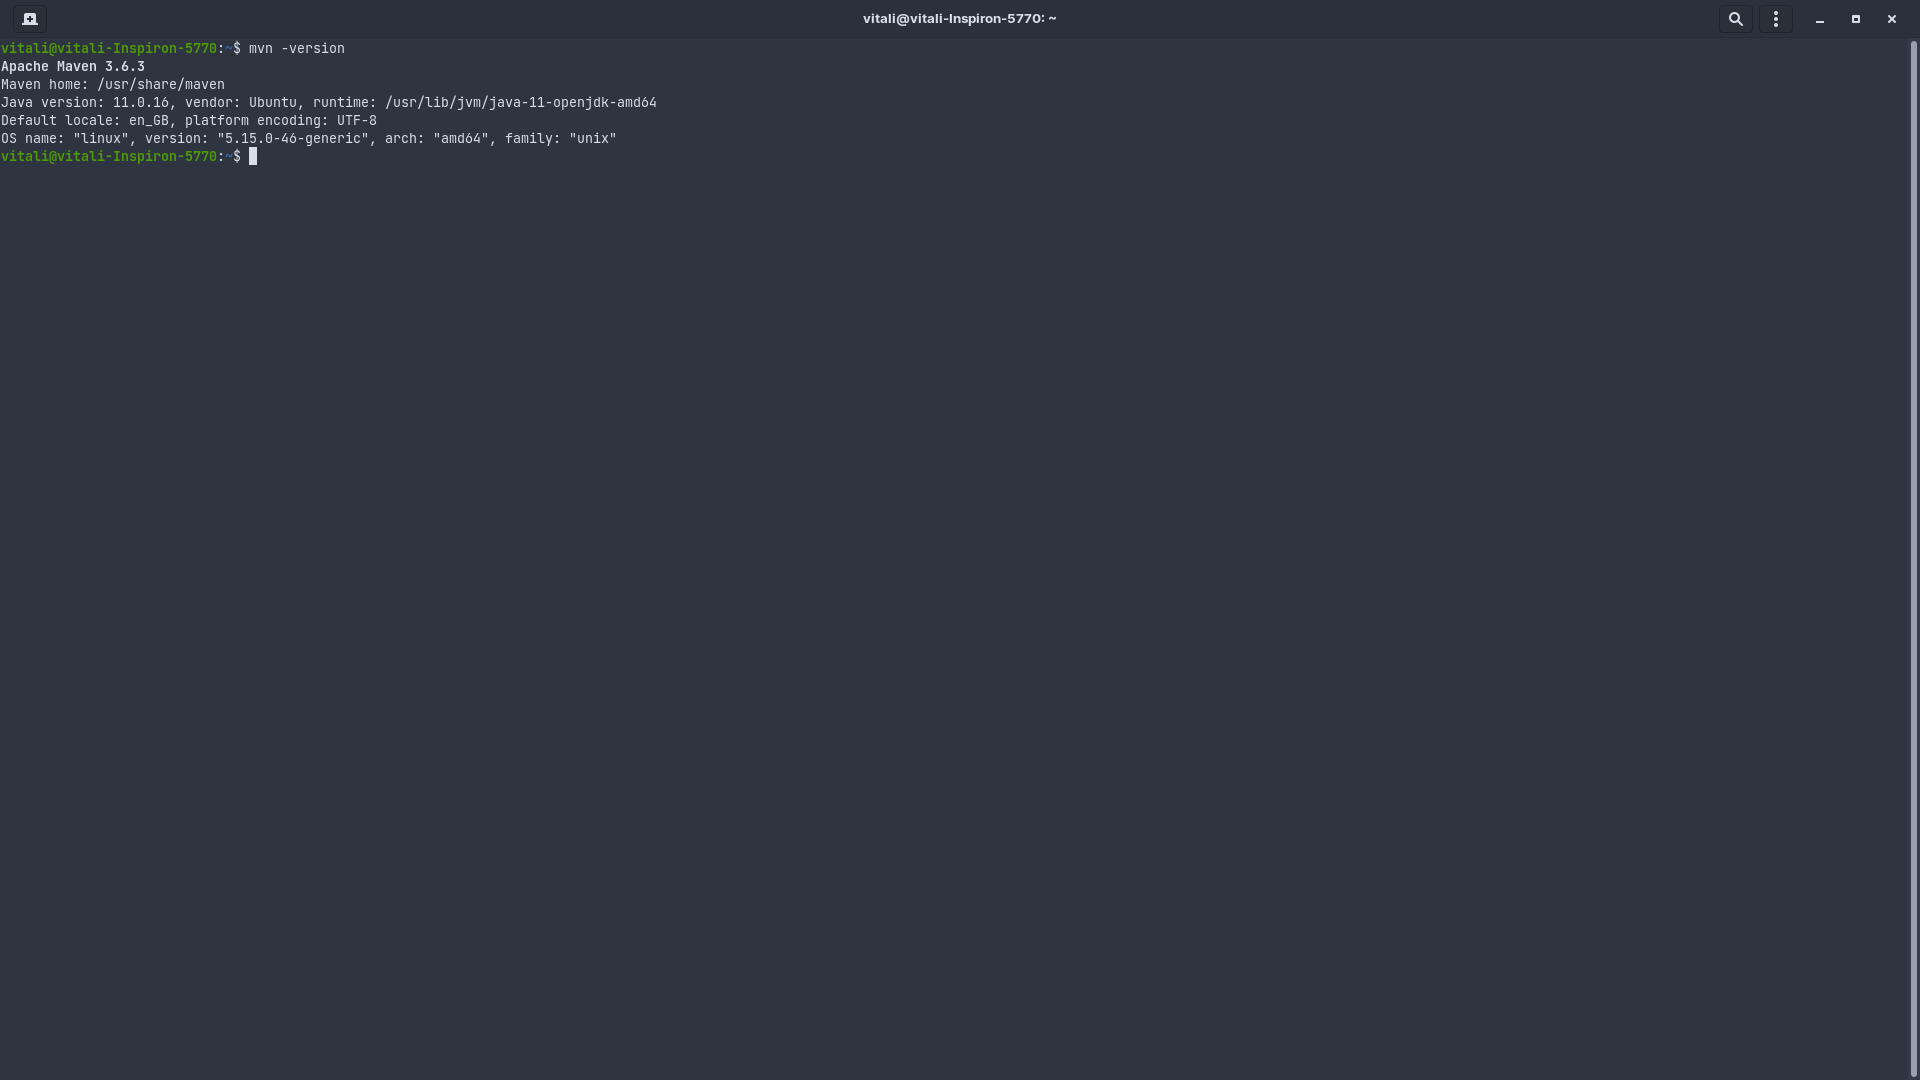 vitali@vitali-Inspiron-5770: ~
vitali@vitali-Inspiron-5770:~$ mvn -version
Apache Maven 3.6.3
Maven home: /usr/share/maven
Java version: 11.0.16, vendor: Ubuntu, runtime: /usr/lib/jvm/java-11-openjdk-amd64
Default locale: en_GB, platform encoding: UTF-8
OS name: "linux", version: "5.15.0-46-generic", arch: "amd64", family: "unix"
vitali@vitali-Inspiron-5770:~$